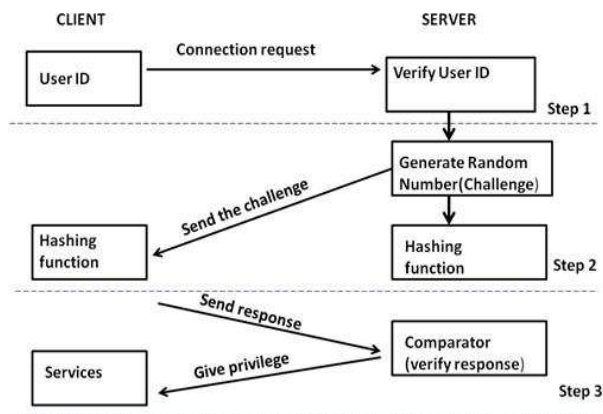 CLIENT
SERVER
Connection request
User ID
Verify User ID
Step 1
Generate Random
Number(Challenge)
Send the challenge
Hashing
function
Hashing
function
Step 2
Send response
Comparator
(verify response)
Give privilege
Services
Step 3